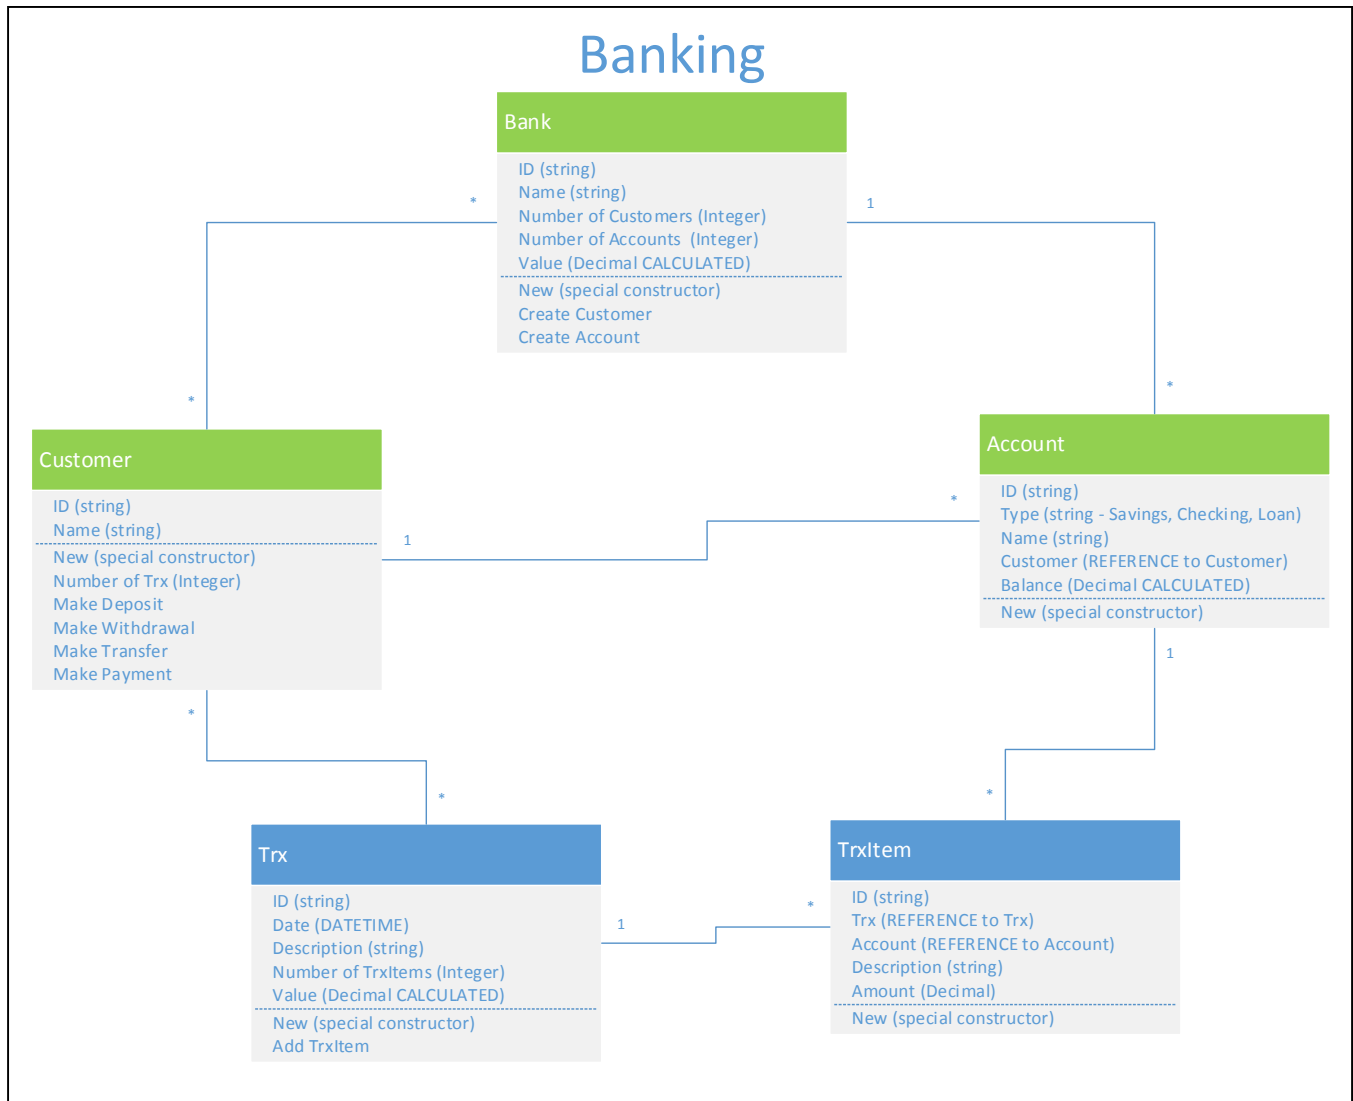 Banking
Bank
ID (string)
Name (string)
Number of Customers (Integer)
Number of Accounts  (Integer)
Value (Decimal CALCULATED)
New (special constructor)
Create Customer
Create Account
*
1
*
*
Customer
ID (string)
Name (string)
New (special constructor)
Number of Trx (Integer)
Make Deposit
Make Withdrawal
Make Transfer
Make Payment
1
*
Account
ID (string)
Type (string - Savings, Checking, Loan)
Name (string)
Customer (REFERENCE to Customer)
Balance (Decimal CALCULATED)
New (special constructor)
*
1
*
*
Trx
ID (string)
Date (DATETIME)
Description (string)
Number of TrxItems (Integer)
Value (Decimal CALCULATED)
New (special constructor)
Add TrxItem
1
*
TrxItem
ID (string)
Trx (REFERENCE to Trx)
Account (REFERENCE to Account)
Description (string)
Amount (Decimal)
New (special constructor)